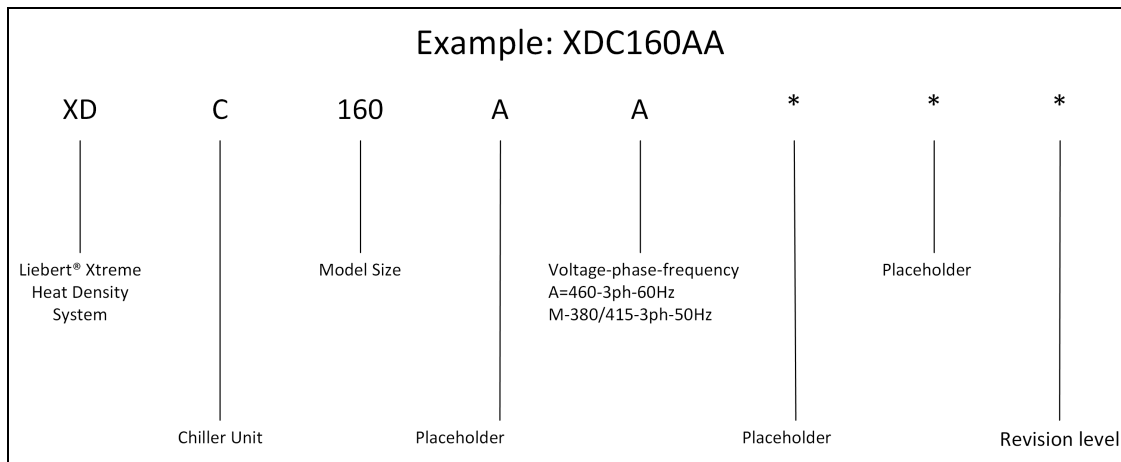 Example: XDC160AA
XD C 160 A A * * *
Liebert® Xtreme
Heat Density
System
Model Size
Voltage-phase-frequency
A=460-3ph-60Hz
M-380/415-3ph-50Hz
Placeholder
Chiller Unit
Placeholder
Placeholder
Revision level